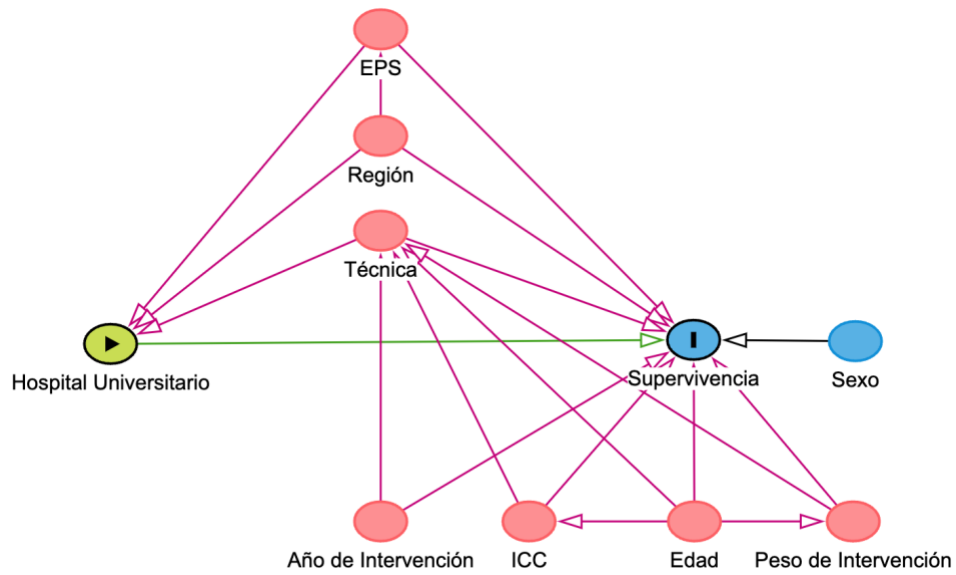 EPS
Región
Técnica
Hospital Universitario
Supervivencia
Sexo
Año de Intervención
ICC
Edad
Peso de Intervención